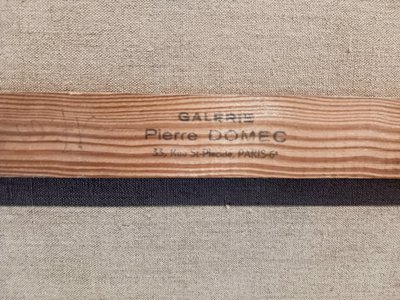 GALERIE
Pierre DOMEC
33, Rue St-Placide, PARIS-6e